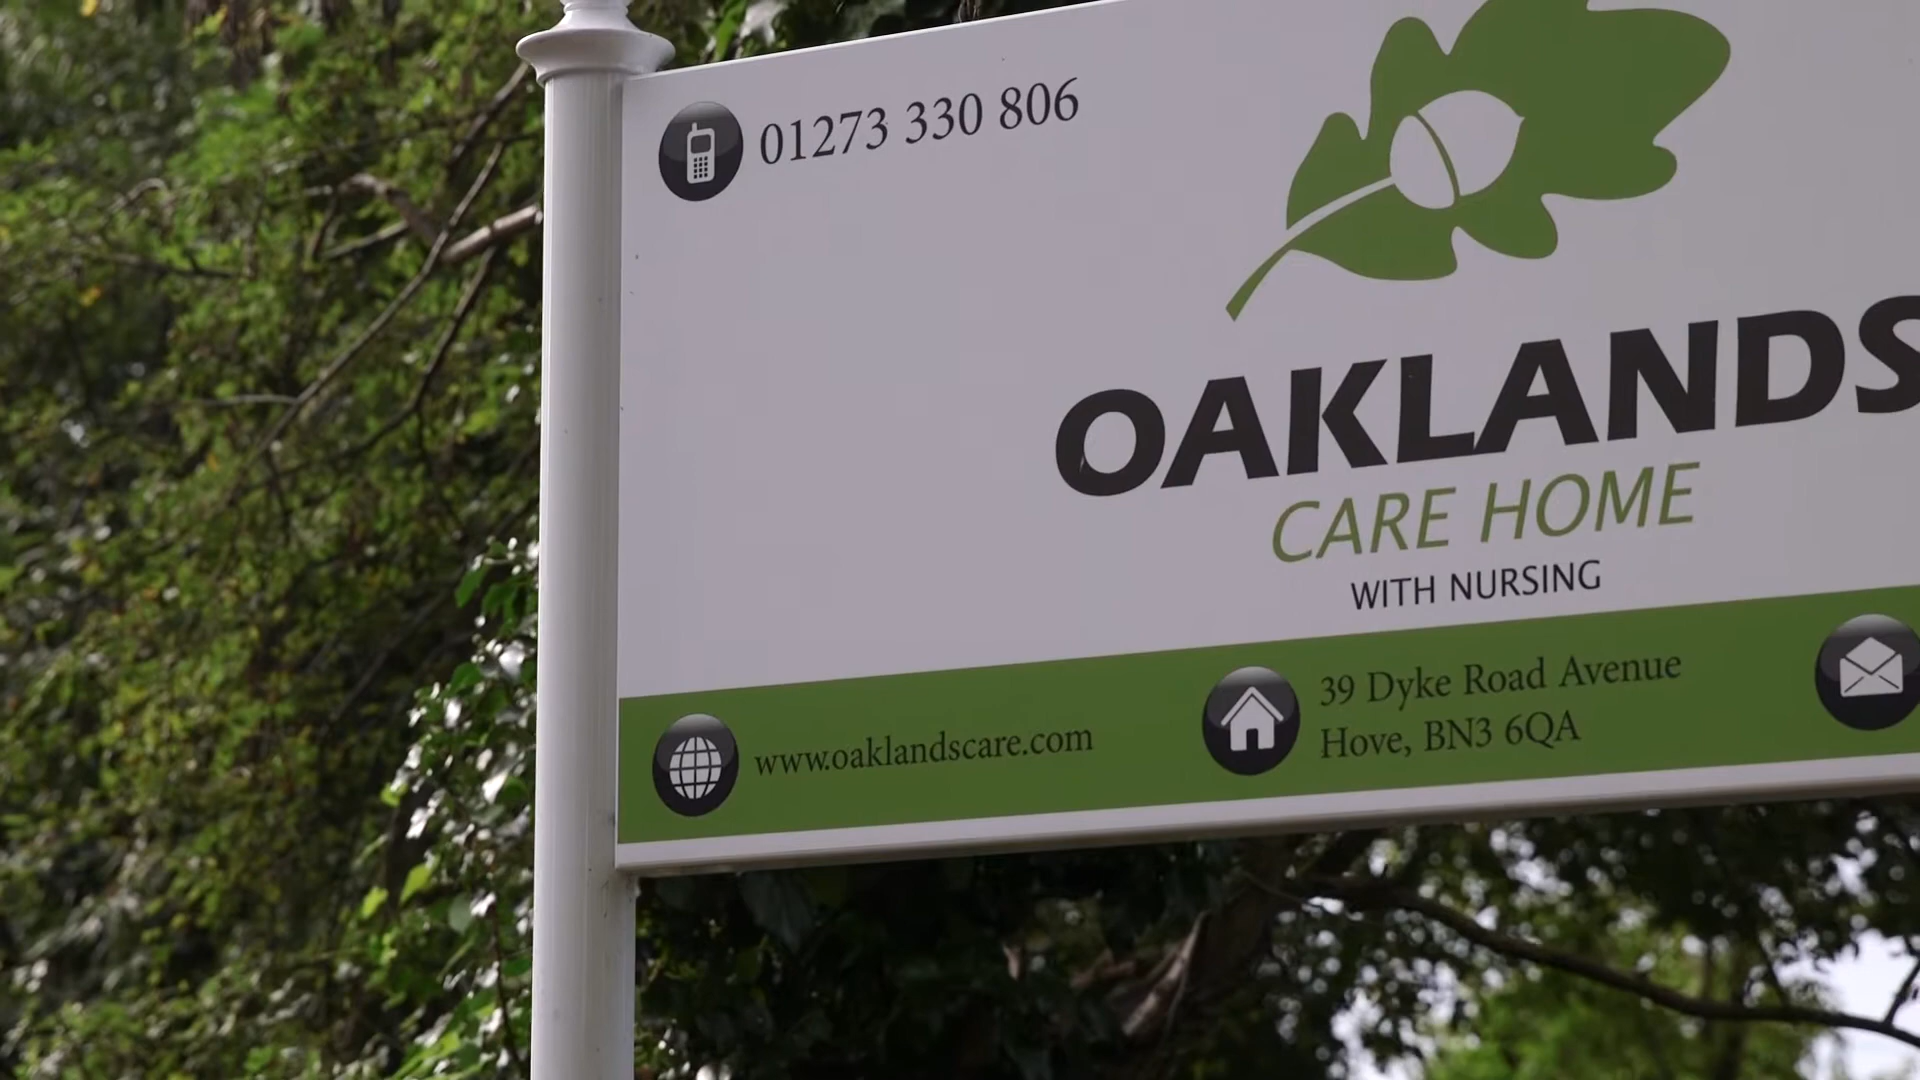 01273 330 806
OAKLANDS
CARE HOME
WITH NURSING
www.oaklandscare.com
39 Dyke Road Avenue
Hove, BN3 6QA